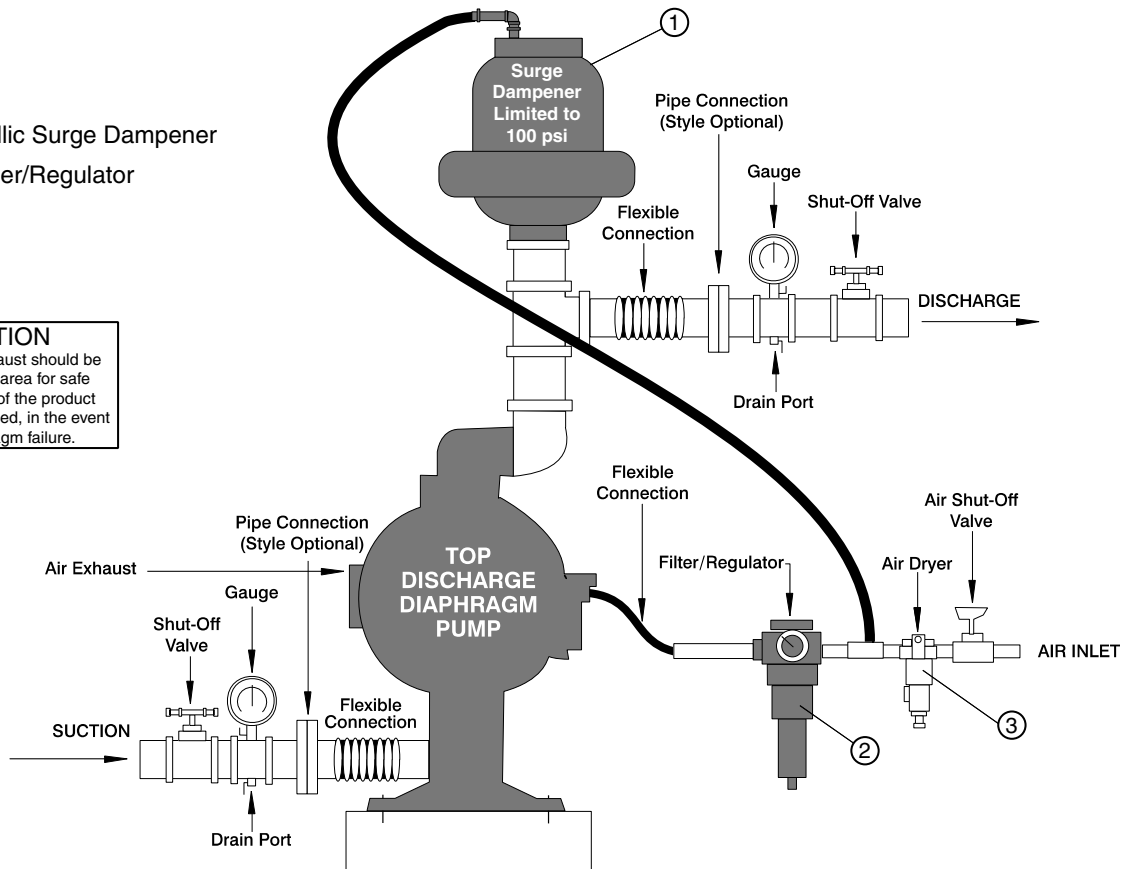 1
Surge
Dampener
Limited to
100 psi
Pipe Connection
(Style Optional)
llic Surge Dampener
er/Regulator
Gauge
Shut-Off Valve
Flexible
Connection
DISCHARGE
TION
aust should be
area for safe
of the product
ed, in the event
agm failure.
Drain Port
Flexible
Connection
Air Shut-Off
Valve
Pipe Connection
(Style Optional)
TOP
DISCHARGE
DIAPHRAGM
PUMP
Air Exhaust
Filter/Regulator
Air Dryer
Gauge
Shut-Off
Valve
AIR INLET
Flexible
Connection
SUCTION
3
2
Drain Port